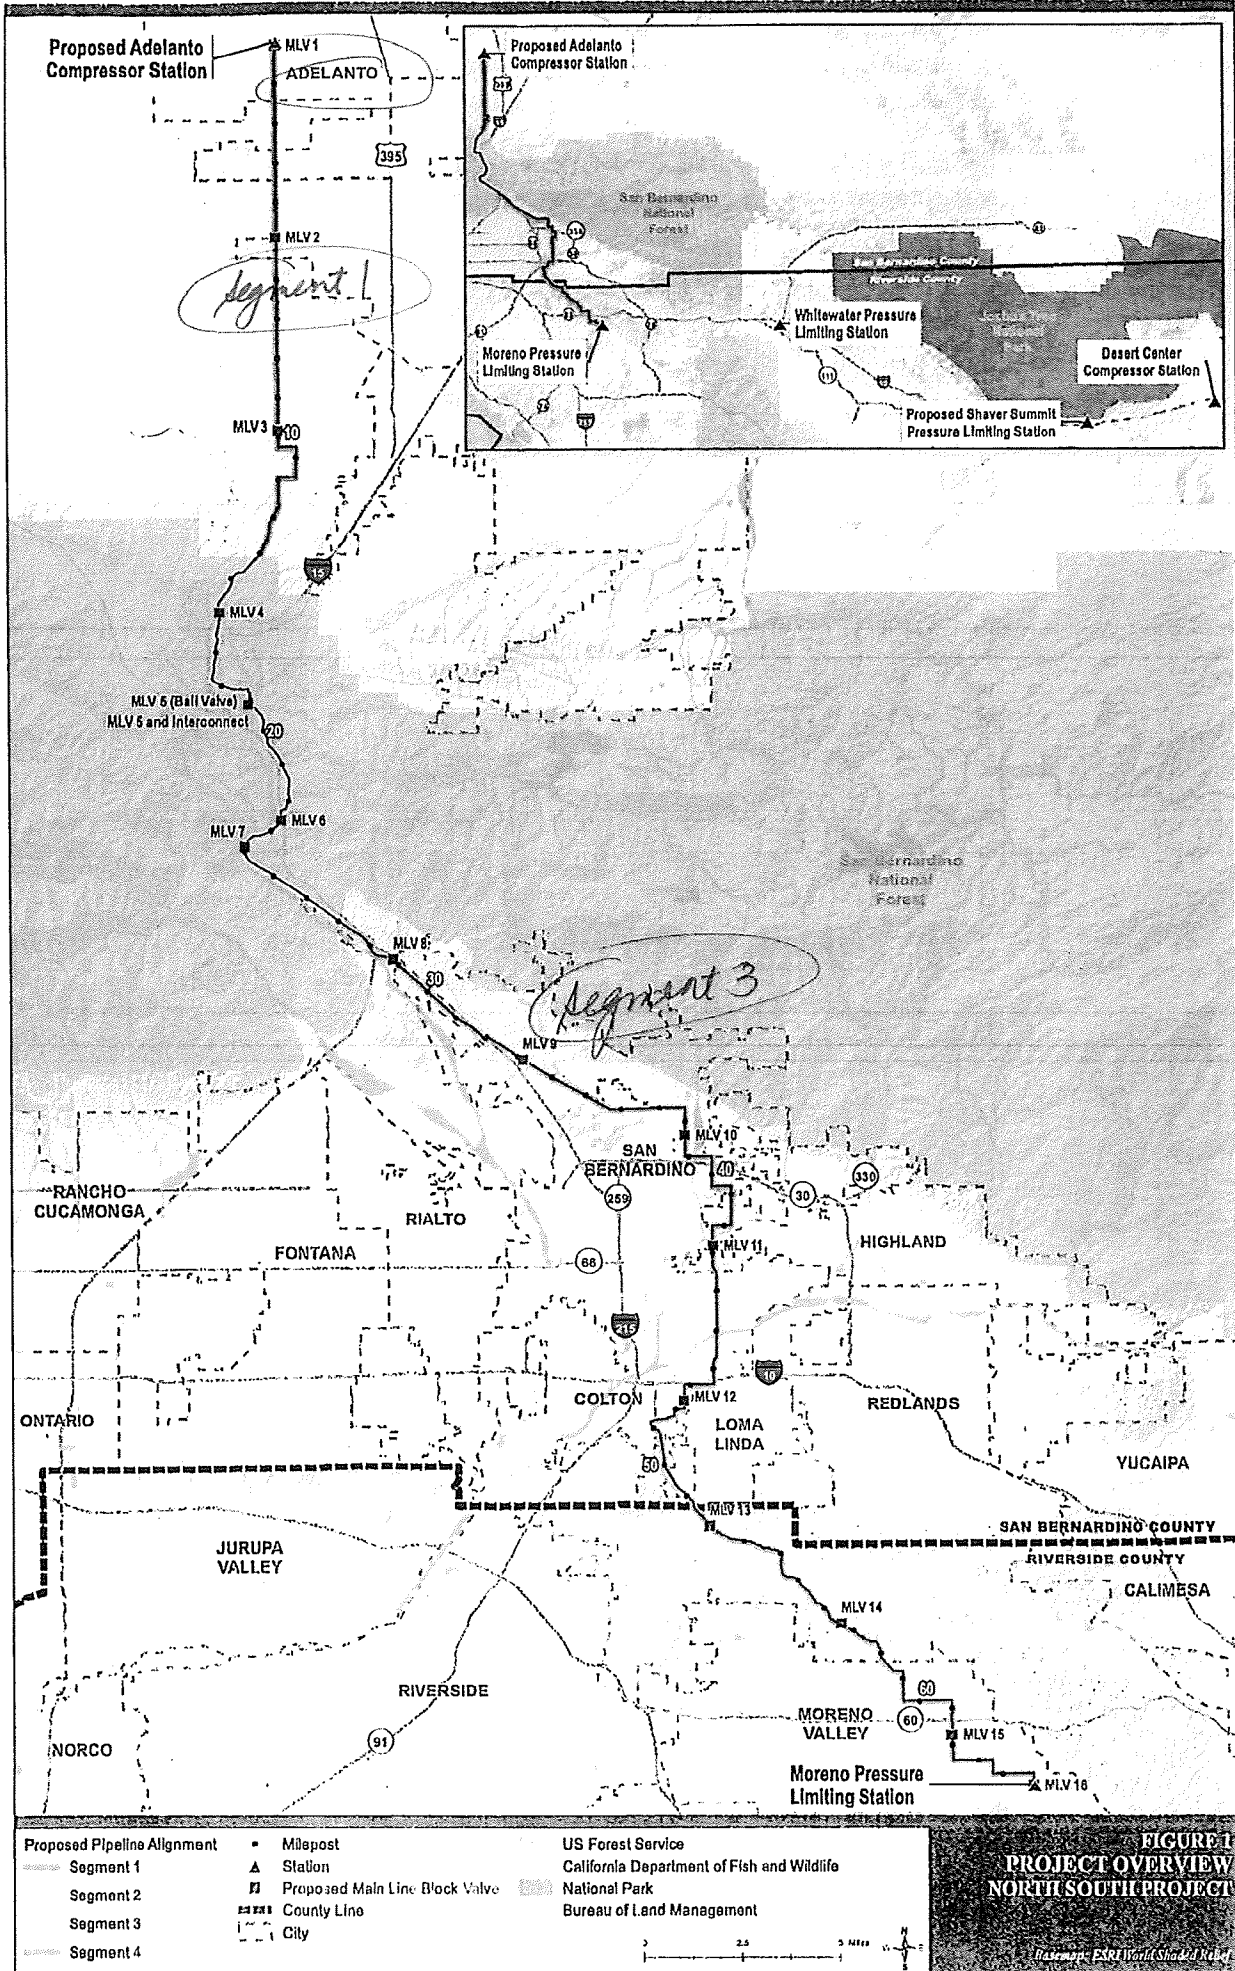 Proposed Adelanto
Compressor Station
MLV 1
ADELANTO
395
MLV 2
Segment 1
MLV 3
10
15
MLV 4
MLV 5 (Ball Valve)
MLV 5 and Interconnect
20
MLV 6
MLV 7
San Bernardino
National
Forest
MLV 8
30
Segment 3
MLV 9
MLV 10
SAN
BERNARDINO
40
259
30
330
RANCHO
CUCAMONGA
RIALTO
FONTANA
66
MLV 11
HIGHLAND
215
10
COLTON
MLV 12
REDLANDS
ONTARIO
LOMA
LINDA
50
YUCAIPA
MLV 13
SAN BERNARDINO COUNTY
RIVERSIDE COUNTY
JURUPA
VALLEY
CALIMESA
MLV 14
RIVERSIDE
60
MORENO
VALLEY
60
MLV 15
NORCO
91
Moreno Pressure
Limiting Station
MLV 16
Proposed Adelanto
Compressor Station
San Bernardino
National
Forest
San Bernardino County
Riverside County
Whitewater Pressure
Limiting Station
Moreno Pressure
Limiting Station
111
Desert Center
Compressor Station
Proposed Shaver Summit
Pressure Limiting Station
Proposed Pipeline Alignment
Segment 1
Segment 2
Segment 3
Segment 4
Milepost
Station
Proposed Main Line Block Valve
County Line
City
US Forest Service
California Department of Fish and Wildlife
National Park
Bureau of Land Management
2.5
5 Miles
N
FIGURE 1
PROJECT OVERVIEW
NORTH SOUTH PROJECT
Basemap: ESRI World Shaded Relief